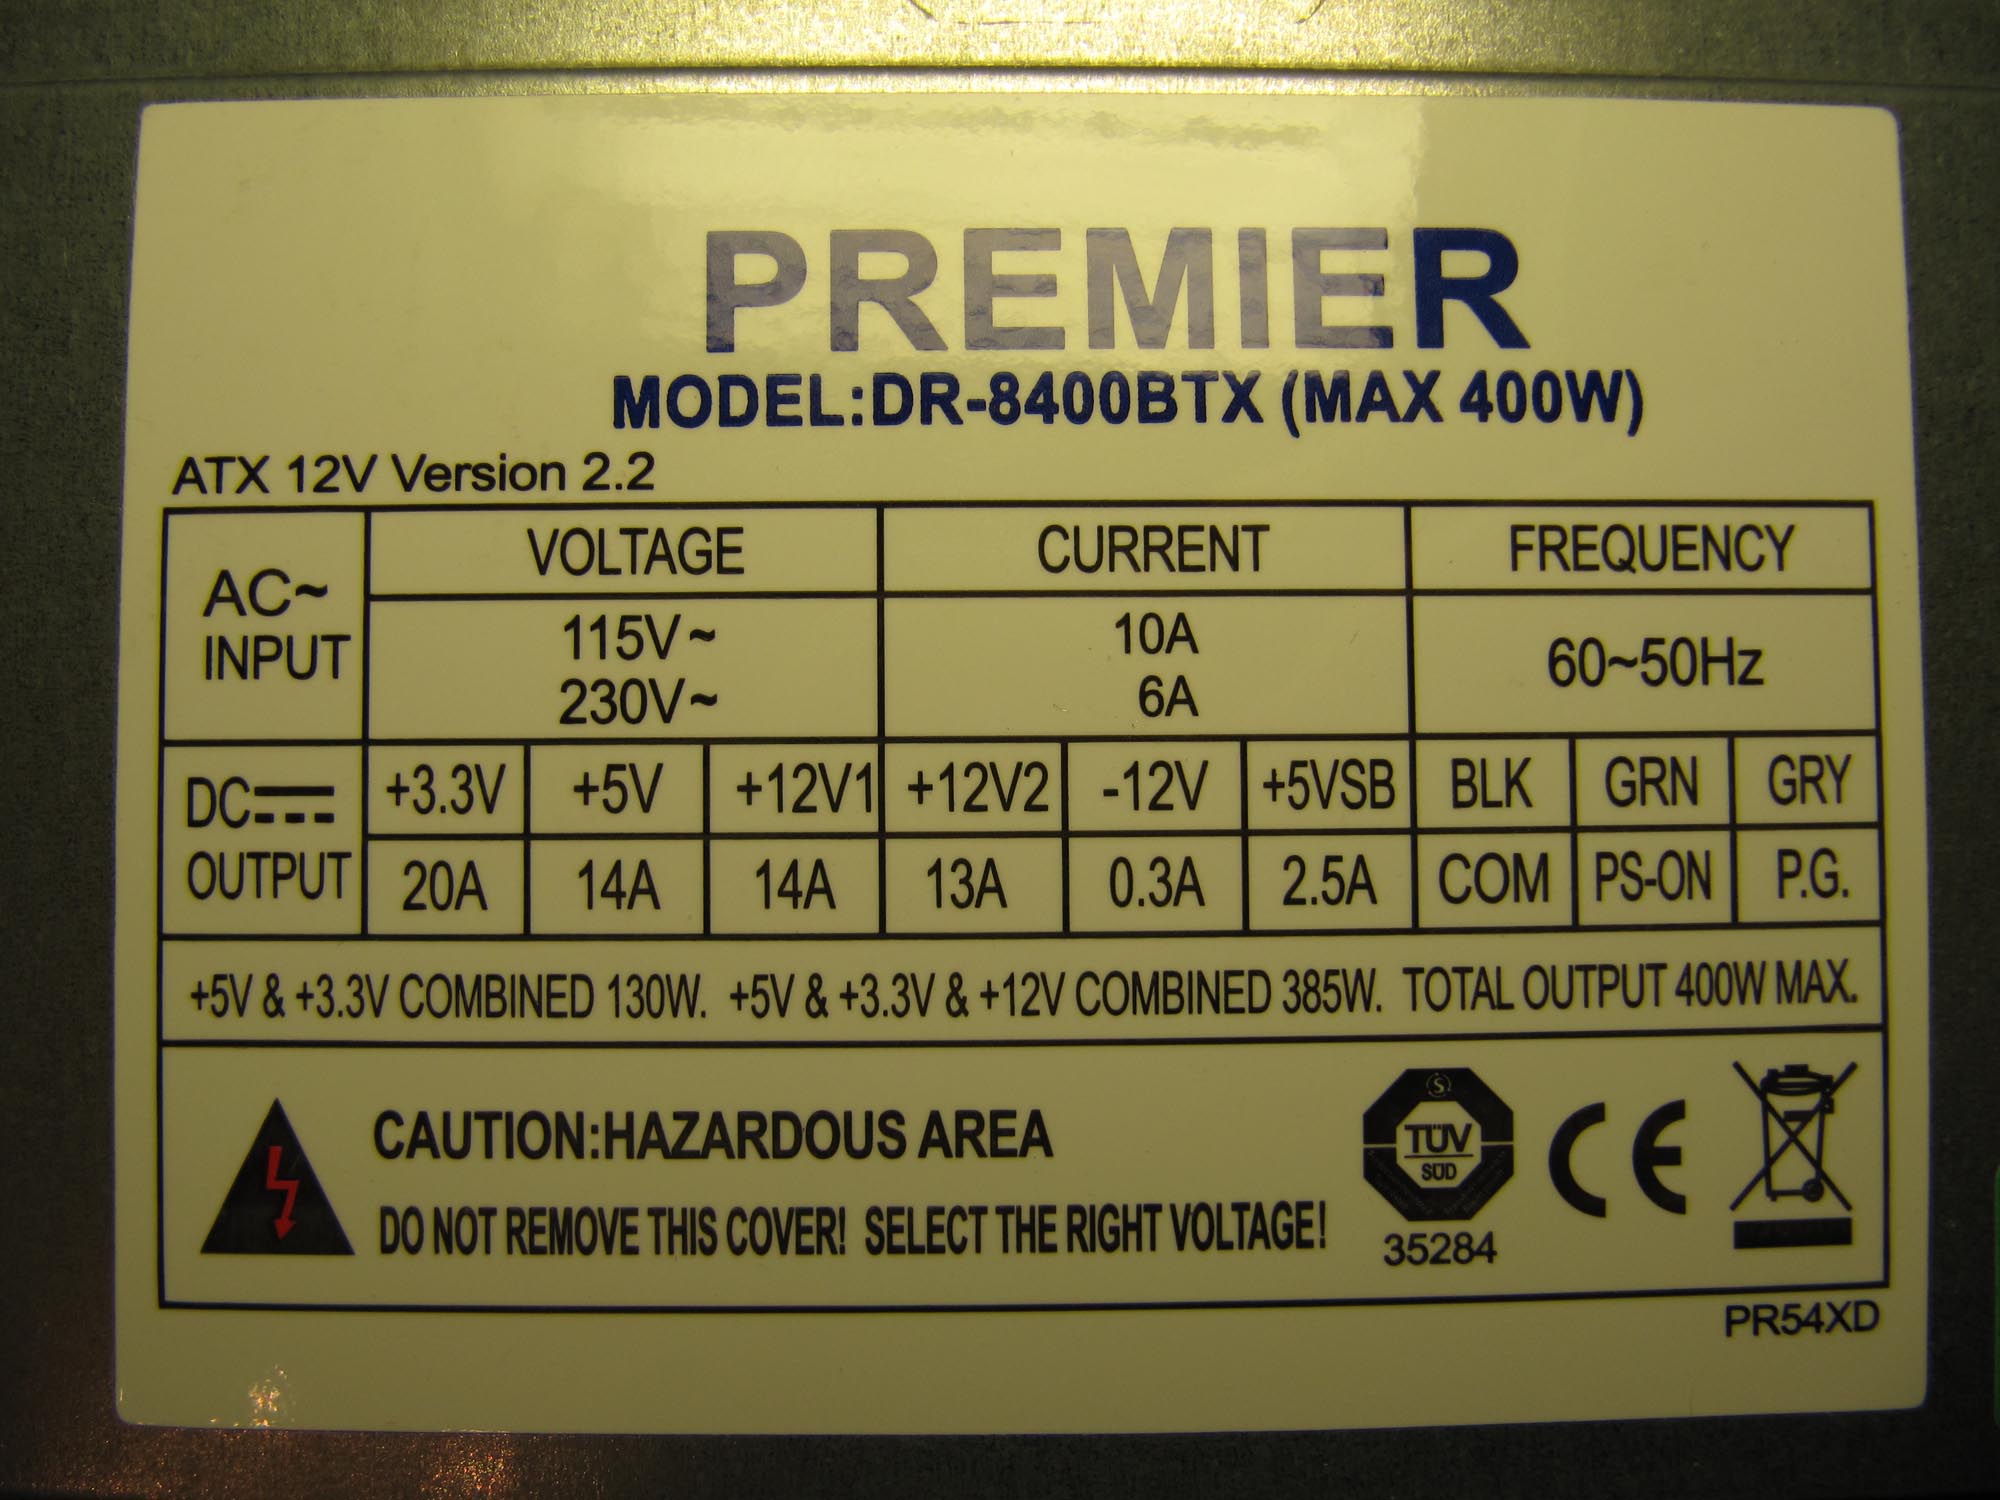 PREMIER
MODEL:DR-8400BTX (MAX 400W)
ATX 12V Version 2.2
AC~ INPUT
VOLTAGE CURRENT FREQUENCY
115V~ 10A 60~50Hz
230V~ 6A
DC OUTPUT
+3.3V +5V +12V1 +12V2 -12V +5VSB BLK GRN GRY
20A 14A 14A 13A 0.3A 2.5A COM PS-ON P.G.
+5V & +3.3V COMBINED 130W. +5V & +3.3V & +12V COMBINED 385W. TOTAL OUTPUT 400W MAX.
CAUTION:HAZARDOUS AREA
DO NOT REMOVE THIS COVER! SELECT THE RIGHT VOLTAGE!
S
TÜV
SÜD
35284
CE
PR54XD